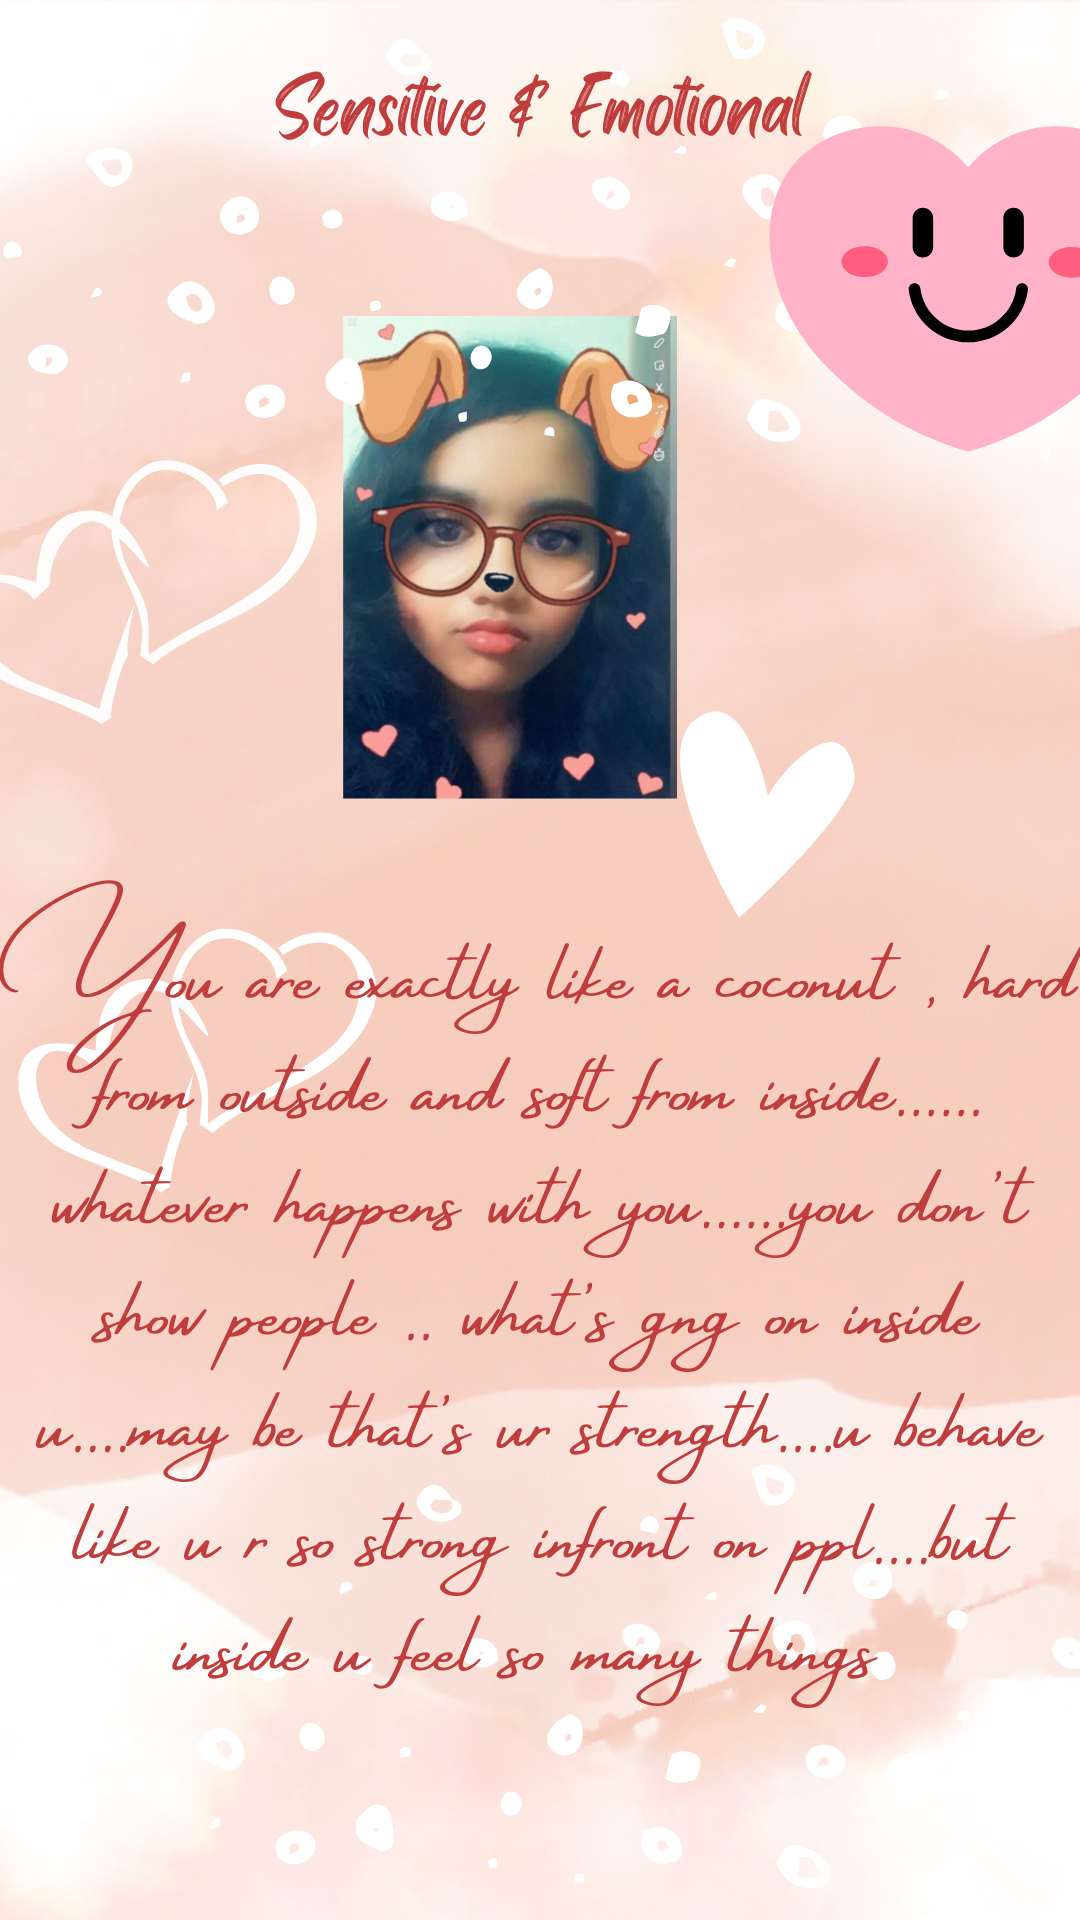 Sensitive & Emotional
You are exactly like a coconut , hard
from outside and soft from inside......
whatever happens with you......you don't
show people .. what's gng on inside
u....may be that's ur strength....u behave
like u r so strong infront on ppl....but
inside u feel so many things